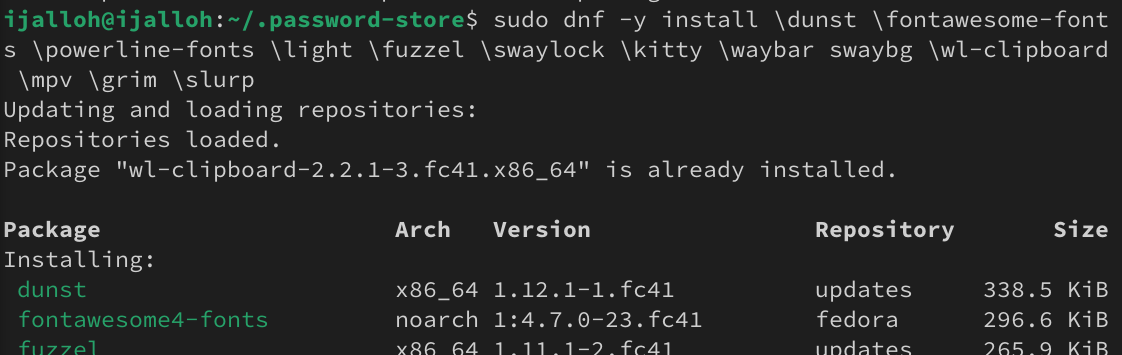 ijalloh@ijalloh:~/.password-store$ sudo dnf -y install \dunst \fontawesome-font
s \powerline-fonts \light \fuzzel \swaylock \kitty \waybar swaybg \wl-clipboard
\mpv \grim \slurp
Updating and loading repositories:
Repositories loaded.
Package "wl-clipboard-2.2.1-3.fc41.x86_64" is already installed.
Package Arch Version Repository Size
Installing:
dunst x86_64 1.12.1-1.fc41 updates 338.5 KiB
fontawesome4-fonts noarch 1:4.7.0-23.fc41 fedora 296.6 KiB
fuzzel x86_64 1.11.1-2.fc41 updates 265.9 KiB